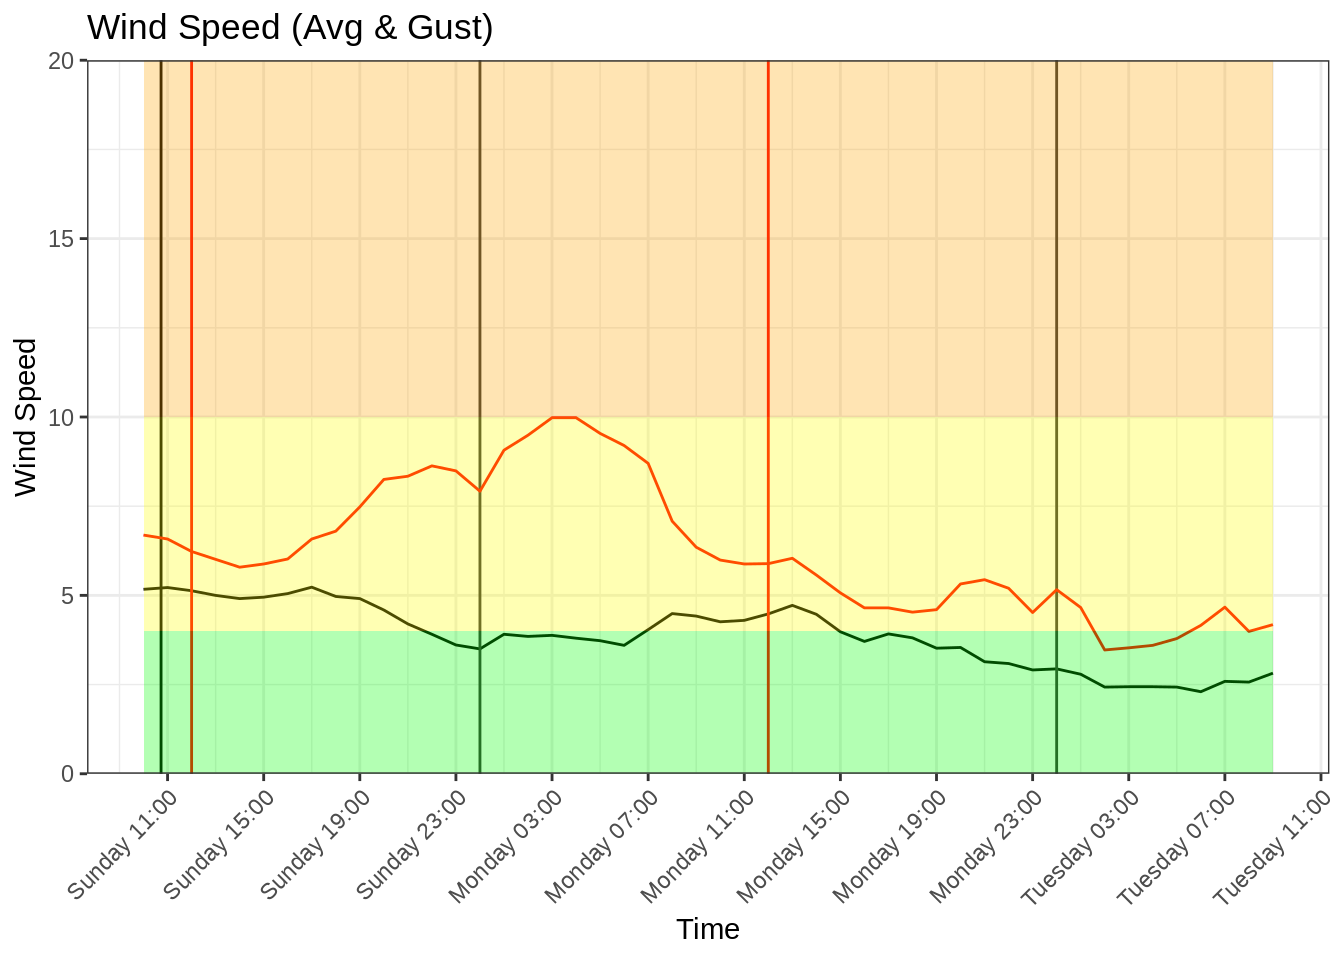 Wind Speed (Avg & Gust)
20
15
10
5
0
Wind Speed
Sunday 11:00
Sunday 15:00
Sunday 19:00
Sunday 23:00
Monday 03:00
Monday 07:00
Monday 11:00
Monday 15:00
Monday 19:00
Monday 23:00
Tuesday 03:00
Tuesday 07:00
Tuesday 11:00
Time